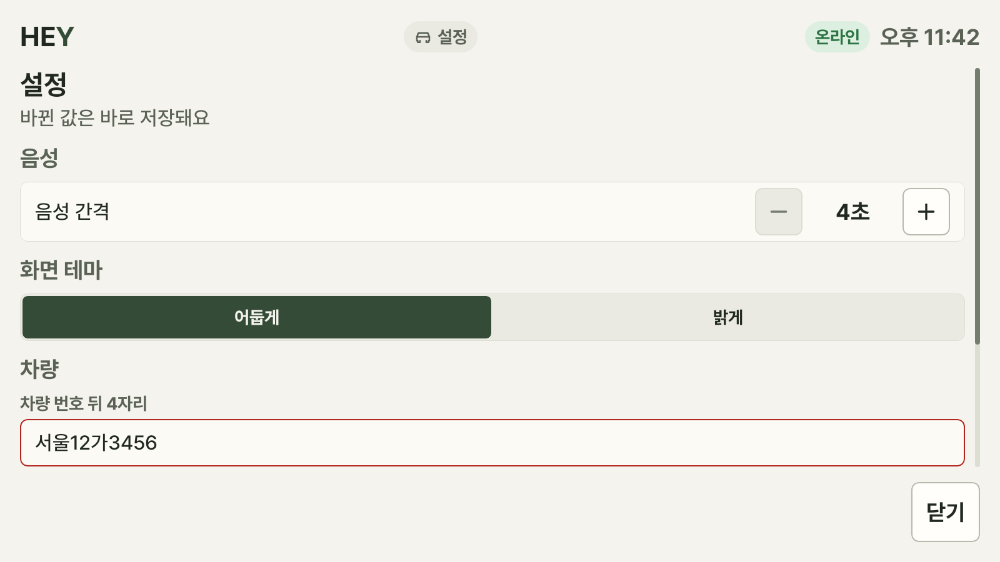 HEY
설정
온라인
오후 11:42
설정
바뀐 값은 바로 저장돼요
음성
음성 간격
4초
화면 테마
어둡게
밝게
차량
차량 번호 뒤 4자리
서울12가3456
닫기